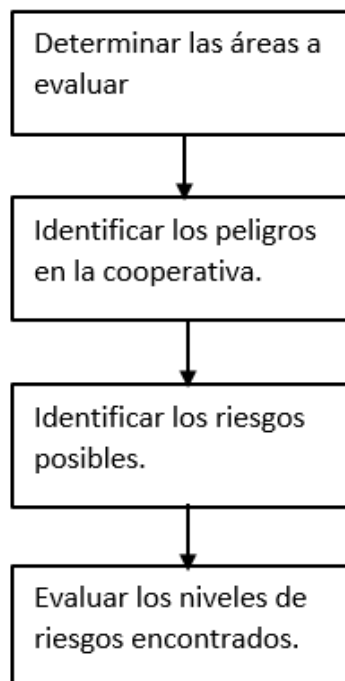 Determinar las áreas a
evaluar
Identificar los peligros
en la cooperativa.
Identificar los riesgos
posibles.
Evaluar los niveles de
riesgos encontrados.